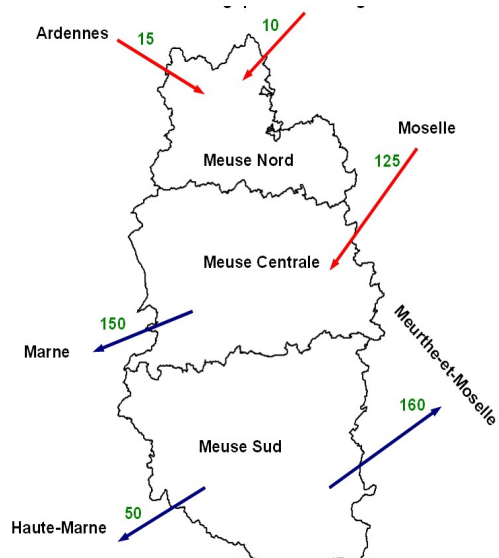 Ardennes
15
10
Moselle
125
Meuse Nord
Meuse Centrale
150
Marne
Meurthe-et-Moselle
160
Meuse Sud
50
Haute-Marne